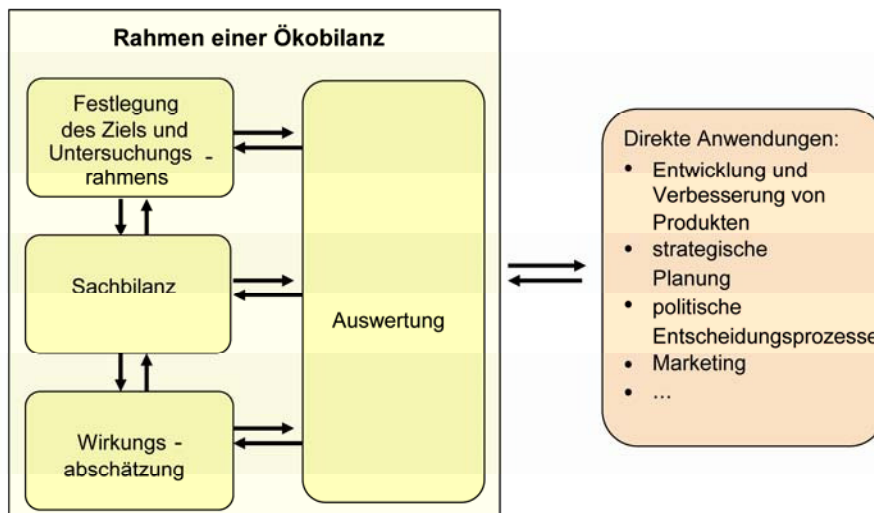 Rahmen einer Ökobilanz
Festlegung
des Ziels und
Untersuchungs -
rahmens
Sachbilanz
Wirkungs -
abschätzung
Auswertung
Direkte Anwendungen:
• Entwicklung und
Verbesserung von
Produkten
• strategische
Planung
• politische
Entscheidungsprozesse
• Marketing
• ...